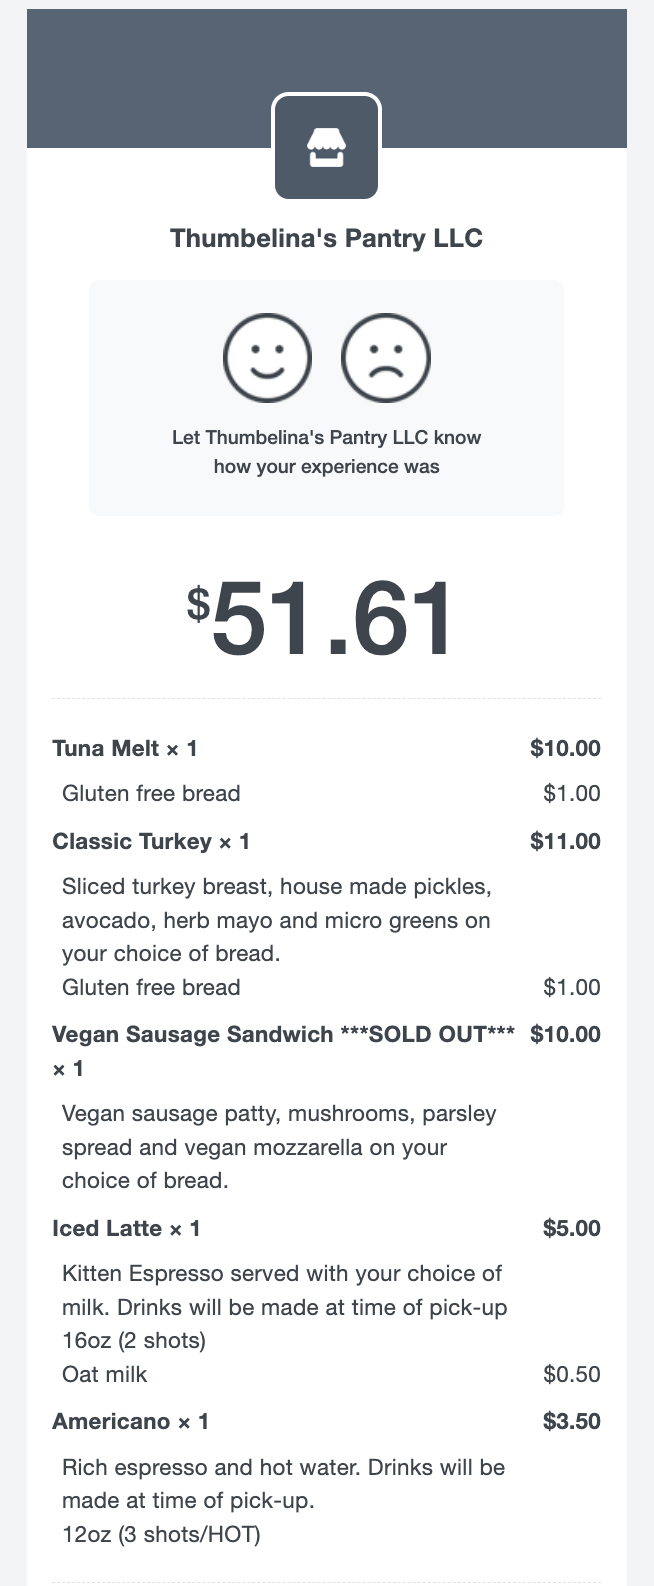 Thumbelina's Pantry LLC
Let Thumbelina's Pantry LLC know
how your experience was
$51.61
Tuna Melt × 1 $10.00
Gluten free bread $1.00
Classic Turkey × 1 $11.00
Sliced turkey breast, house made pickles,
avocado, herb mayo and micro greens on
your choice of bread.
Gluten free bread $1.00
Vegan Sausage Sandwich ***SOLD OUT*** $10.00
× 1
Vegan sausage patty, mushrooms, parsley
spread and vegan mozzarella on your
choice of bread.
Iced Latte × 1 $5.00
Kitten Espresso served with your choice of
milk. Drinks will be made at time of pick-up
16oz (2 shots)
Oat milk $0.50
Americano × 1 $3.50
Rich espresso and hot water. Drinks will be
made at time of pick-up.
12oz (3 shots/HOT)